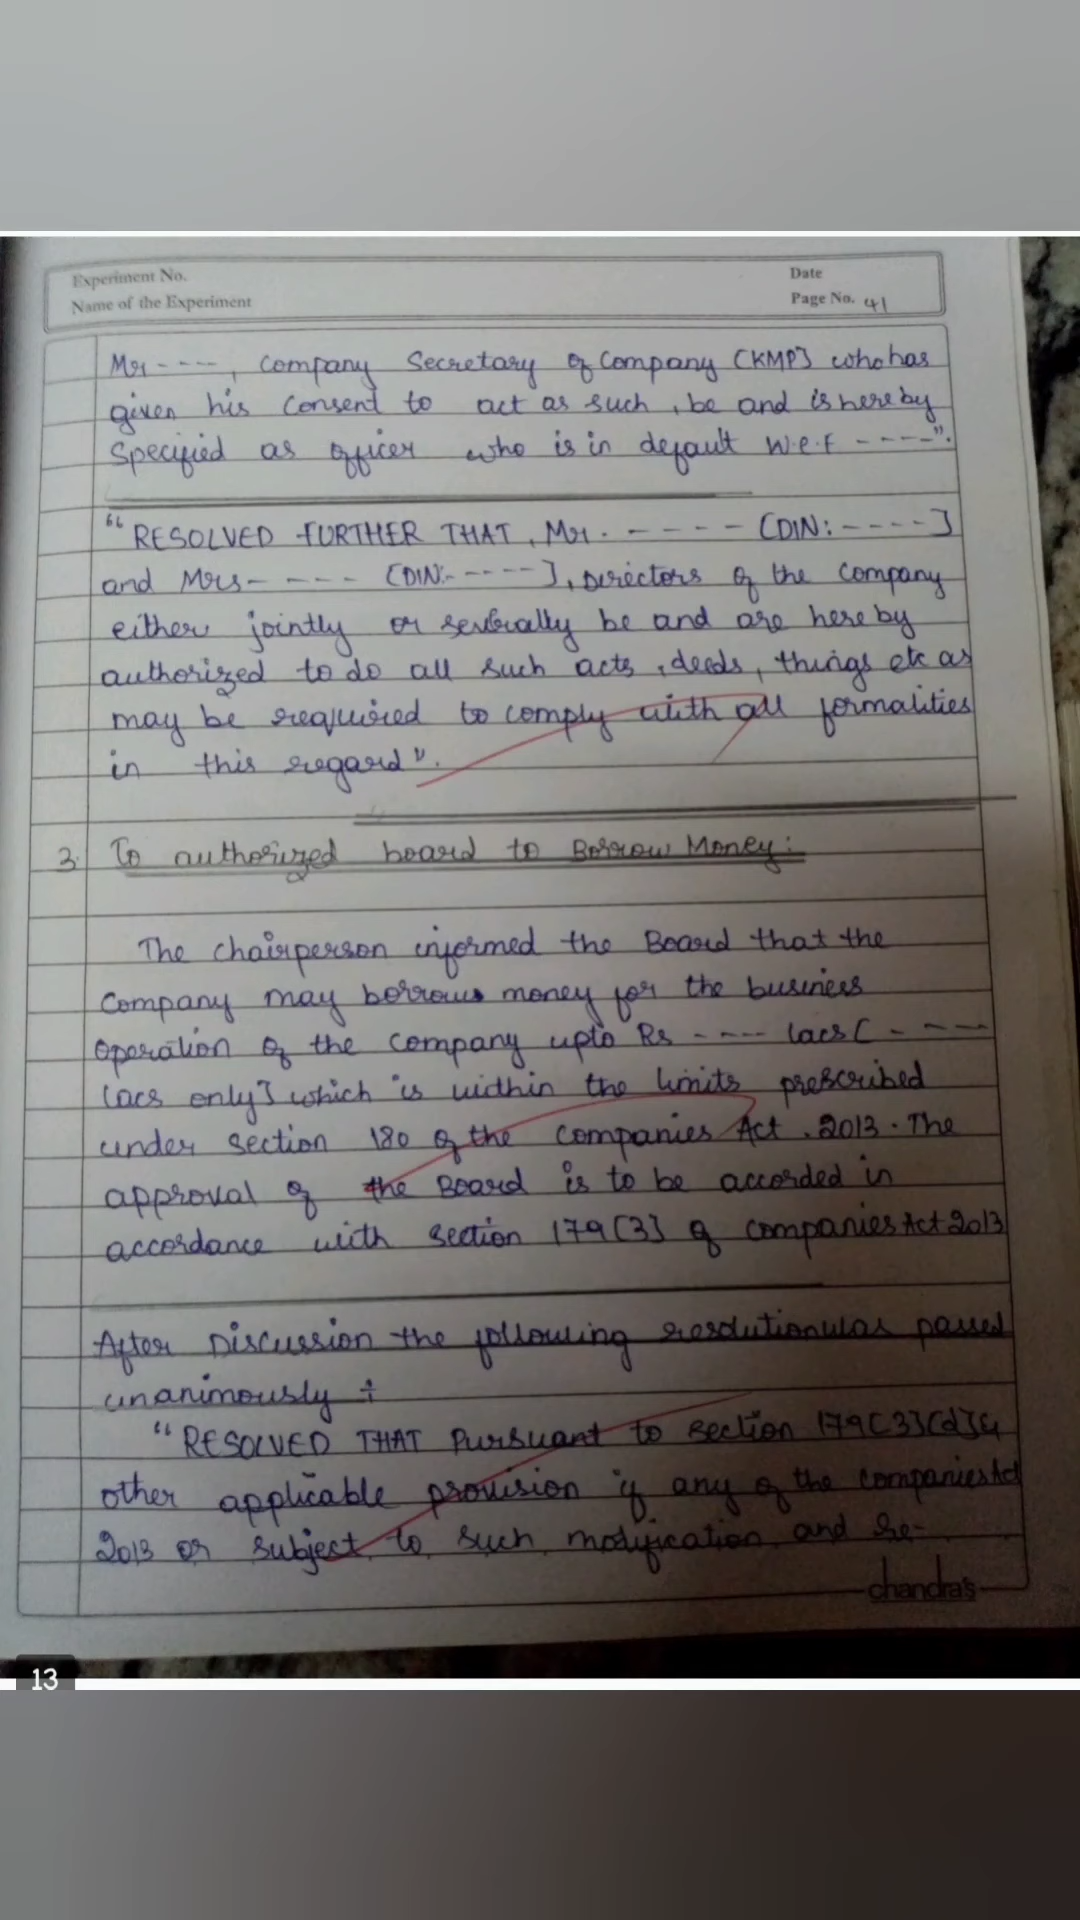 Experiment No.
Date
Name of the Experiment
Page No. 41
Mr - - - -, Company Secretary of Company [KMP] who has
given his consent to act as such, be and is hereby
Specified as officer who is in default w.e.f - - - -".
"RESOLVED FURTHER THAT, Mr. - - - - - [DIN: - - - -]
and Mrs - - - - - [DIN:- - - - -], Directors of the company
either jointly or severally be and are hereby
authorized to do all such acts, deeds, things etc as
may be required to comply with all formalities
in this regard".
3. To authorized board to Borrow Money:
The chairperson informed the Board that the
Company may borrow money for the business
operation of the company upto Rs - - - - lacs [ - - - -
lacs only] which is within the limits prescribed
under section 180 of the companies Act, 2013. The
approval of the Board is to be accorded in
accordance with section 179[3] of companies Act 2013
After Discussion the following resolution was passed
unanimously ÷
"RESOLVED THAT Pursuant to section 179[3][d] &
other applicable provision if any of the companies Act
2013 or subject to such modification and re-
chandra's
13